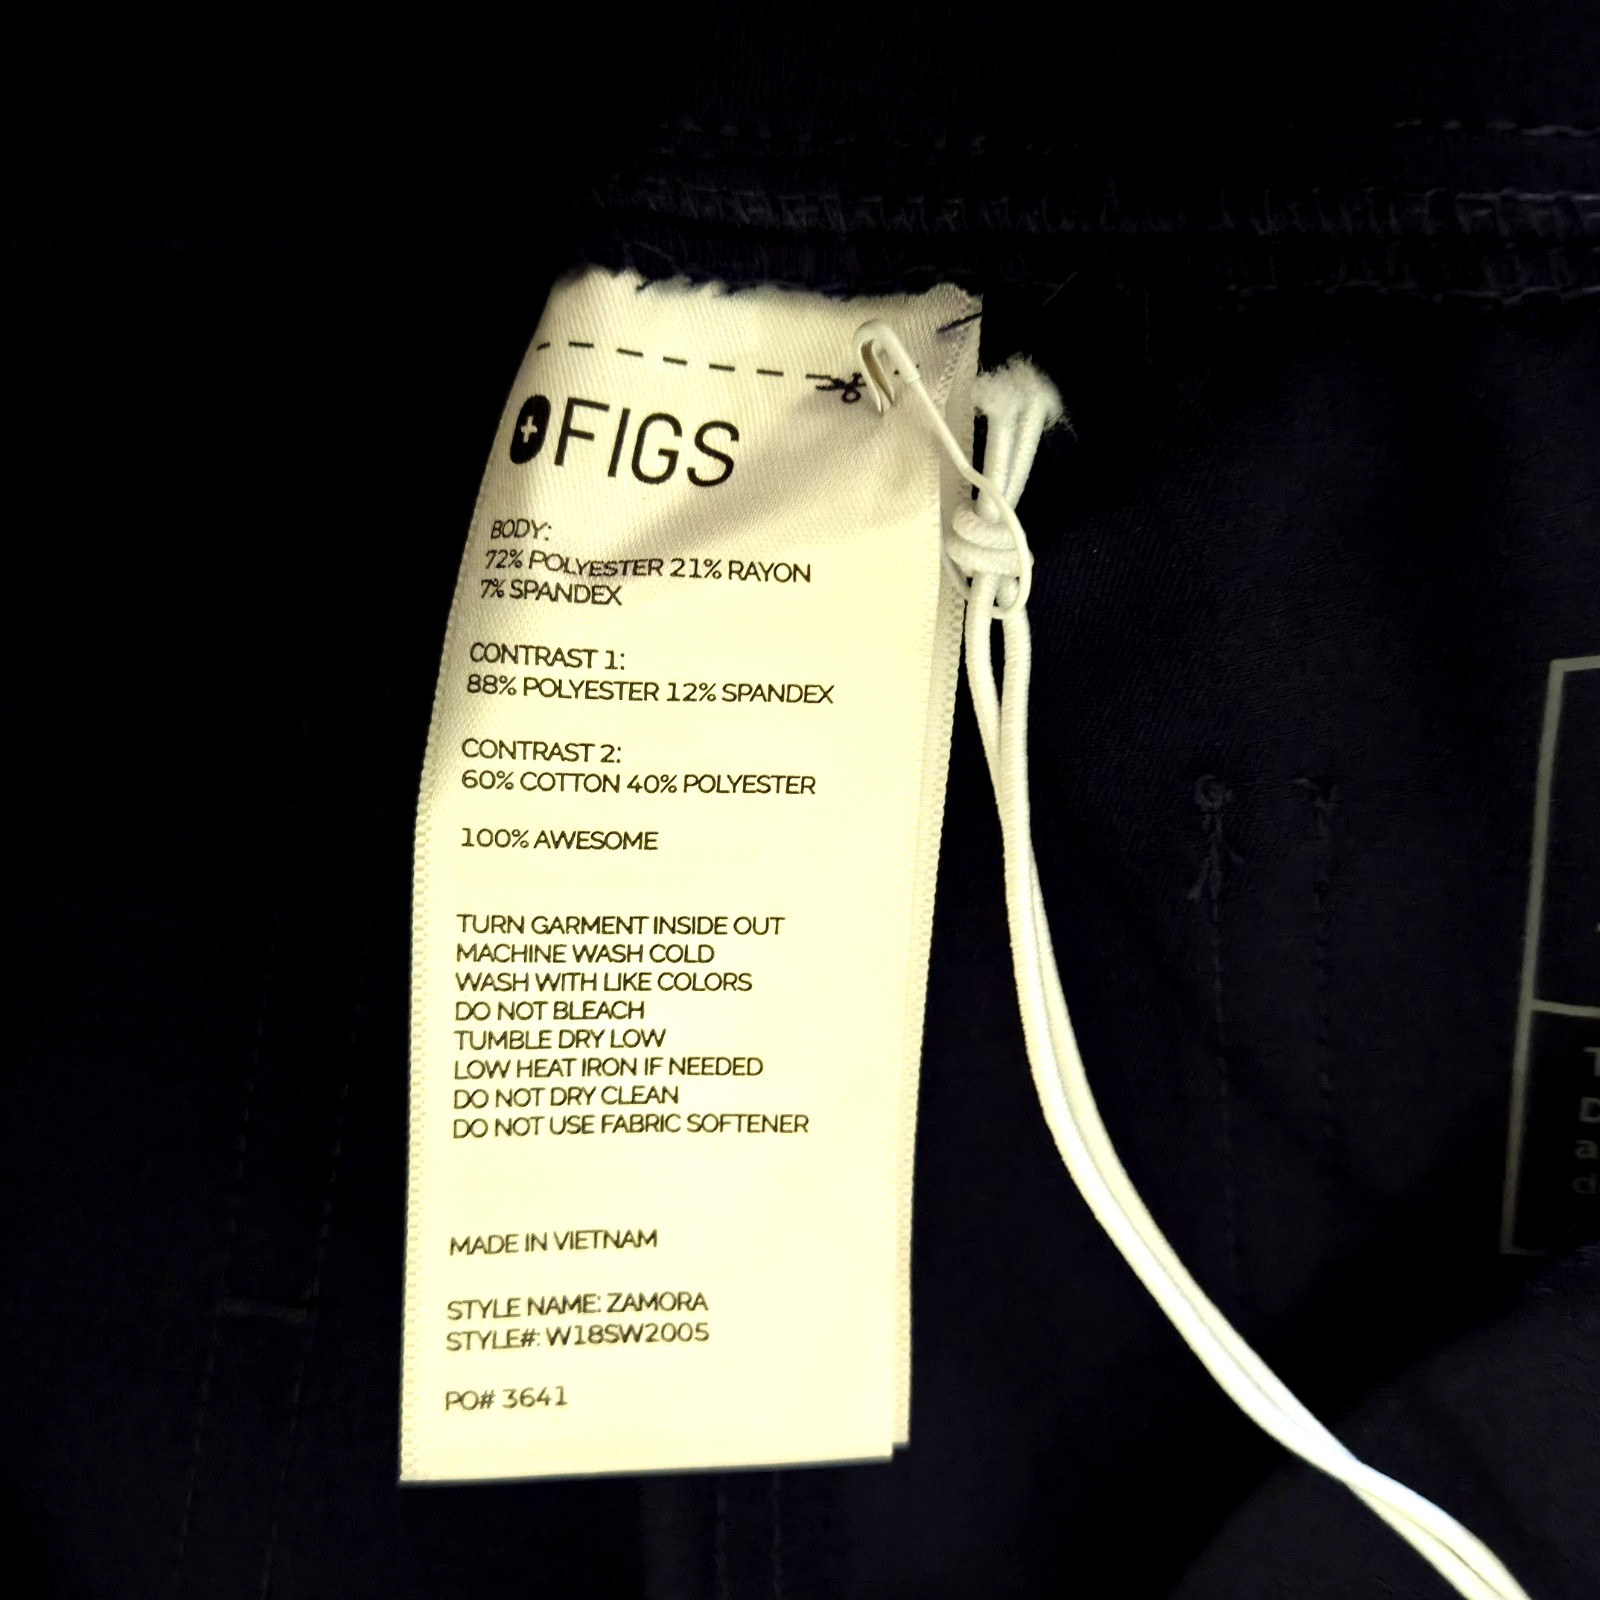 FIGS
BODY:
72% POLYESTER 21% RAYON
7% SPANDEX
CONTRAST 1:
88% POLYESTER 12% SPANDEX
CONTRAST 2:
60% COTTON 40% POLYESTER
100% AWESOME
TURN GARMENT INSIDE OUT
MACHINE WASH COLD
WASH WITH LIKE COLORS
DO NOT BLEACH
TUMBLE DRY LOW
LOW HEAT IRON IF NEEDED
DO NOT DRY CLEAN
DO NOT USE FABRIC SOFTENER
MADE IN VIETNAM
STYLE NAME: ZAMORA
STYLE#: W18SW2005
PO# 3641